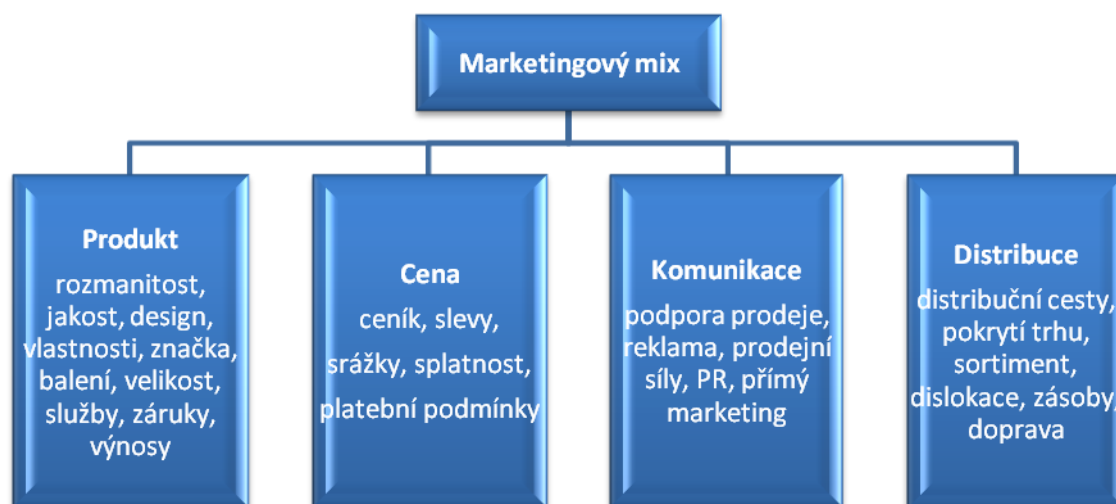 Marketingový mix
Produkt
rozmanitost,
jakost, design,
vlastnosti, značka,
balení, velikost,
služby, záruky,
výnosy
Cena
ceník, slevy,
srážky, splatnost,
platební podmínky
Komunikace
podpora prodeje,
reklama, prodejní
síly, PR, přímý
marketing
Distribuce
distribuční cesty,
pokrytí trhu,
sortiment,
dislokace, zásoby,
doprava